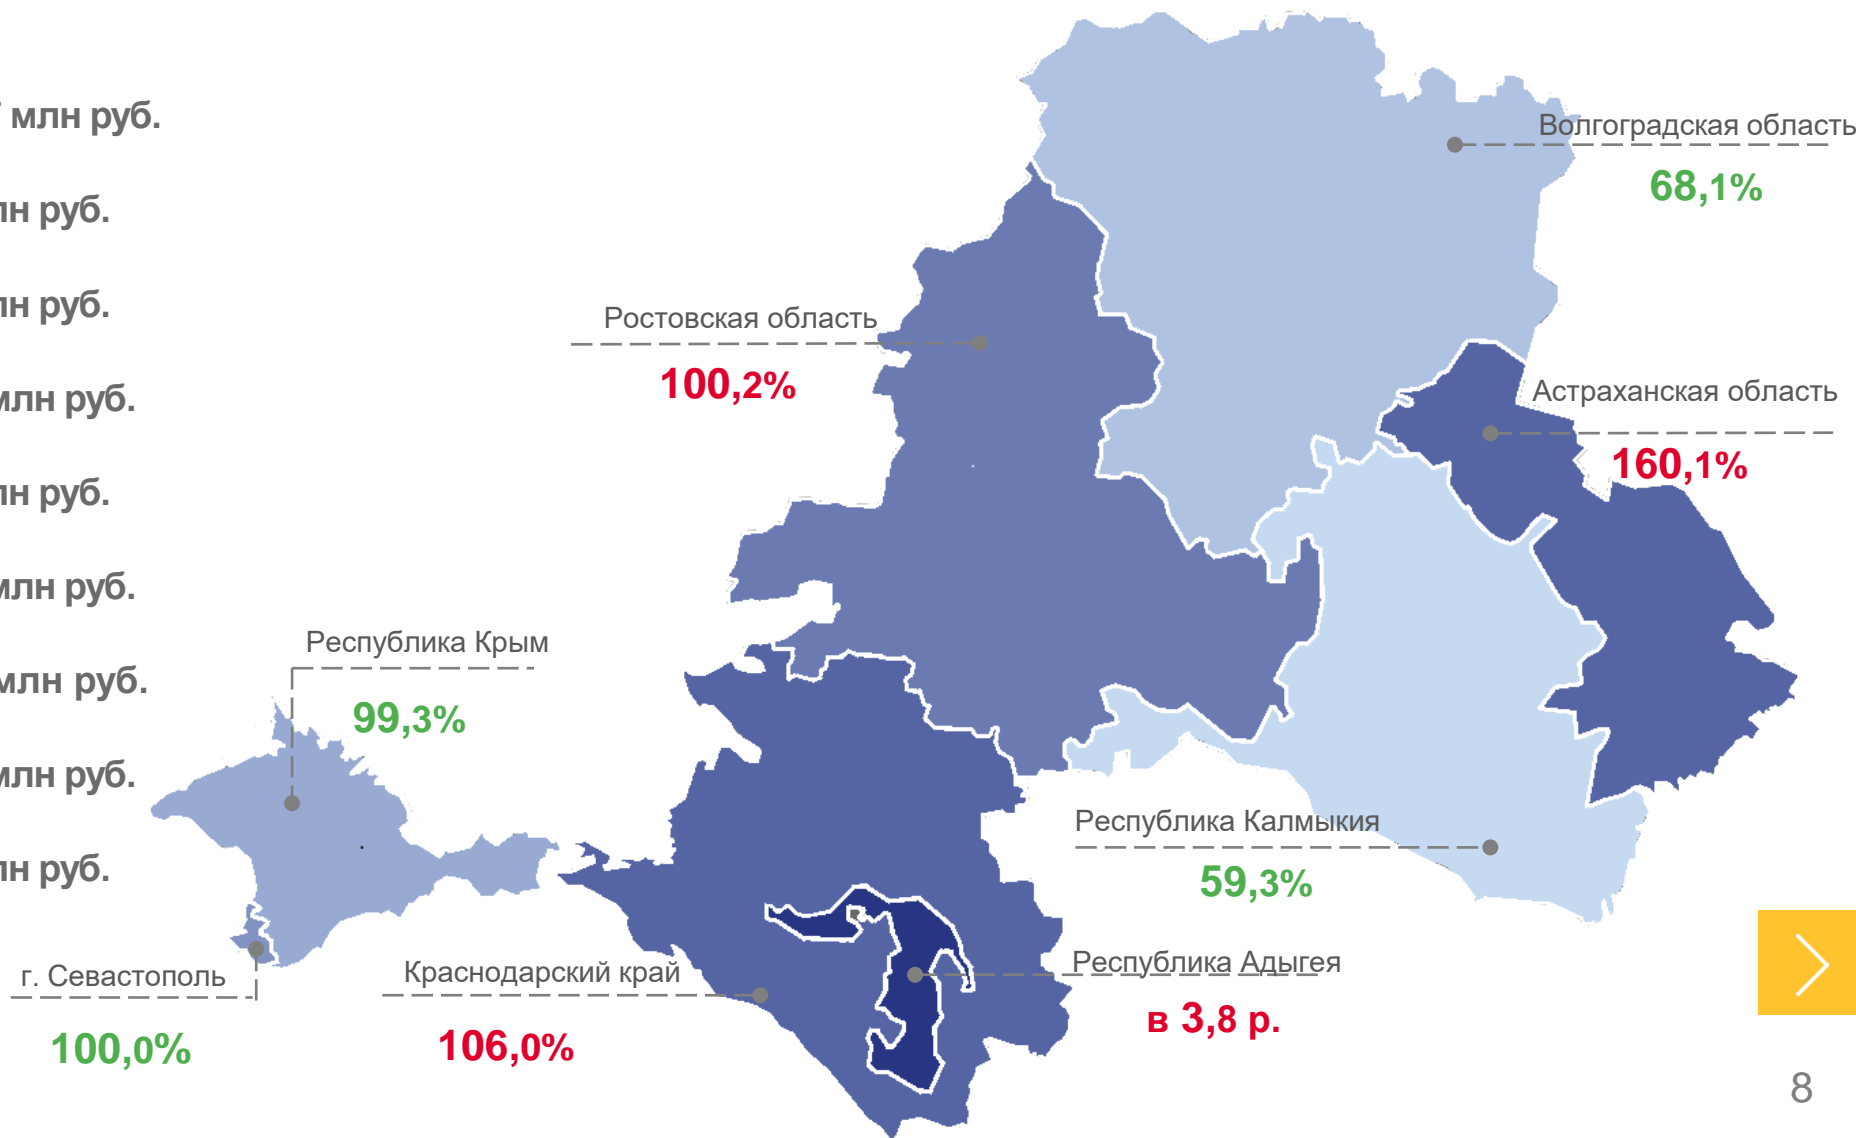 млн руб.
руб.
руб.
млн руб.
руб.
млн руб.
млн руб.
млн руб.
руб.
Волгоградская область
68,1%
Ростовская область
100,2%
Астраханская область
160,1%
Республика Крым
99,3%
Республика Калмыкия
59,3%
г. Севастополь
100,0%
Краснодарский край
106,0%
Республика Адыгея
в 3,8 р.
8